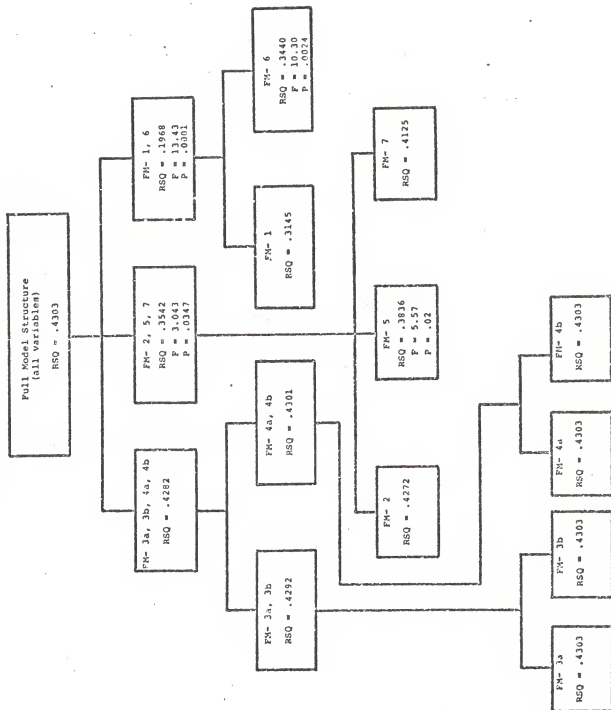 Full Model Structure
(all variables)
RSQ = .4303
FM- 3a, 3b, 4a, 4b
RSQ = .4282
FM- 2, 5, 7
RSQ = .3542
F = 3.043
P = .0347
FM- 1, 6
RSQ = .1968
F = 13.43
P = .0001
FM- 3a, 3b
RSQ = .4292
FM- 4a, 4b
RSQ = .4301
FM- 1
RSQ = .3145
FM- 6
RSQ = .3440
F = 10.30
P = .0024
FM- 2
RSQ = .4272
FM- 5
RSQ = .3836
F = 5.57
P = .02
FM- 7
RSQ = .4125
FM- 3a
RSQ = .4303
FM- 3b
RSQ = .4303
FM- 4a
RSQ = .4303
FM- 4b
RSQ = .4303